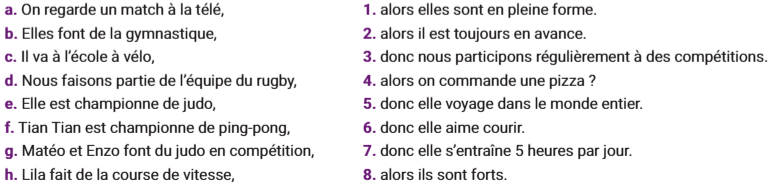 a. On regarde un match à la télé,
b. Elles font de la gymnastique,
c. Il va à l'école à vélo,
d. Nous faisons partie de l'équipe du rugby,
e. Elle est championne de judo,
f. Tian Tian est championne de ping-pong,
g. Matéo et Enzo font du judo en compétition,
h. Lila fait de la course de vitesse,
1. alors elles sont en pleine forme.
2. alors il est toujours en avance.
3. donc nous participons régulièrement à des compétitions.
4. alors on commande une pizza ?
5. donc elle voyage dans le monde entier.
6. donc elle aime courir.
7. donc elle s'entraîne 5 heures par jour.
8. alors ils sont forts.